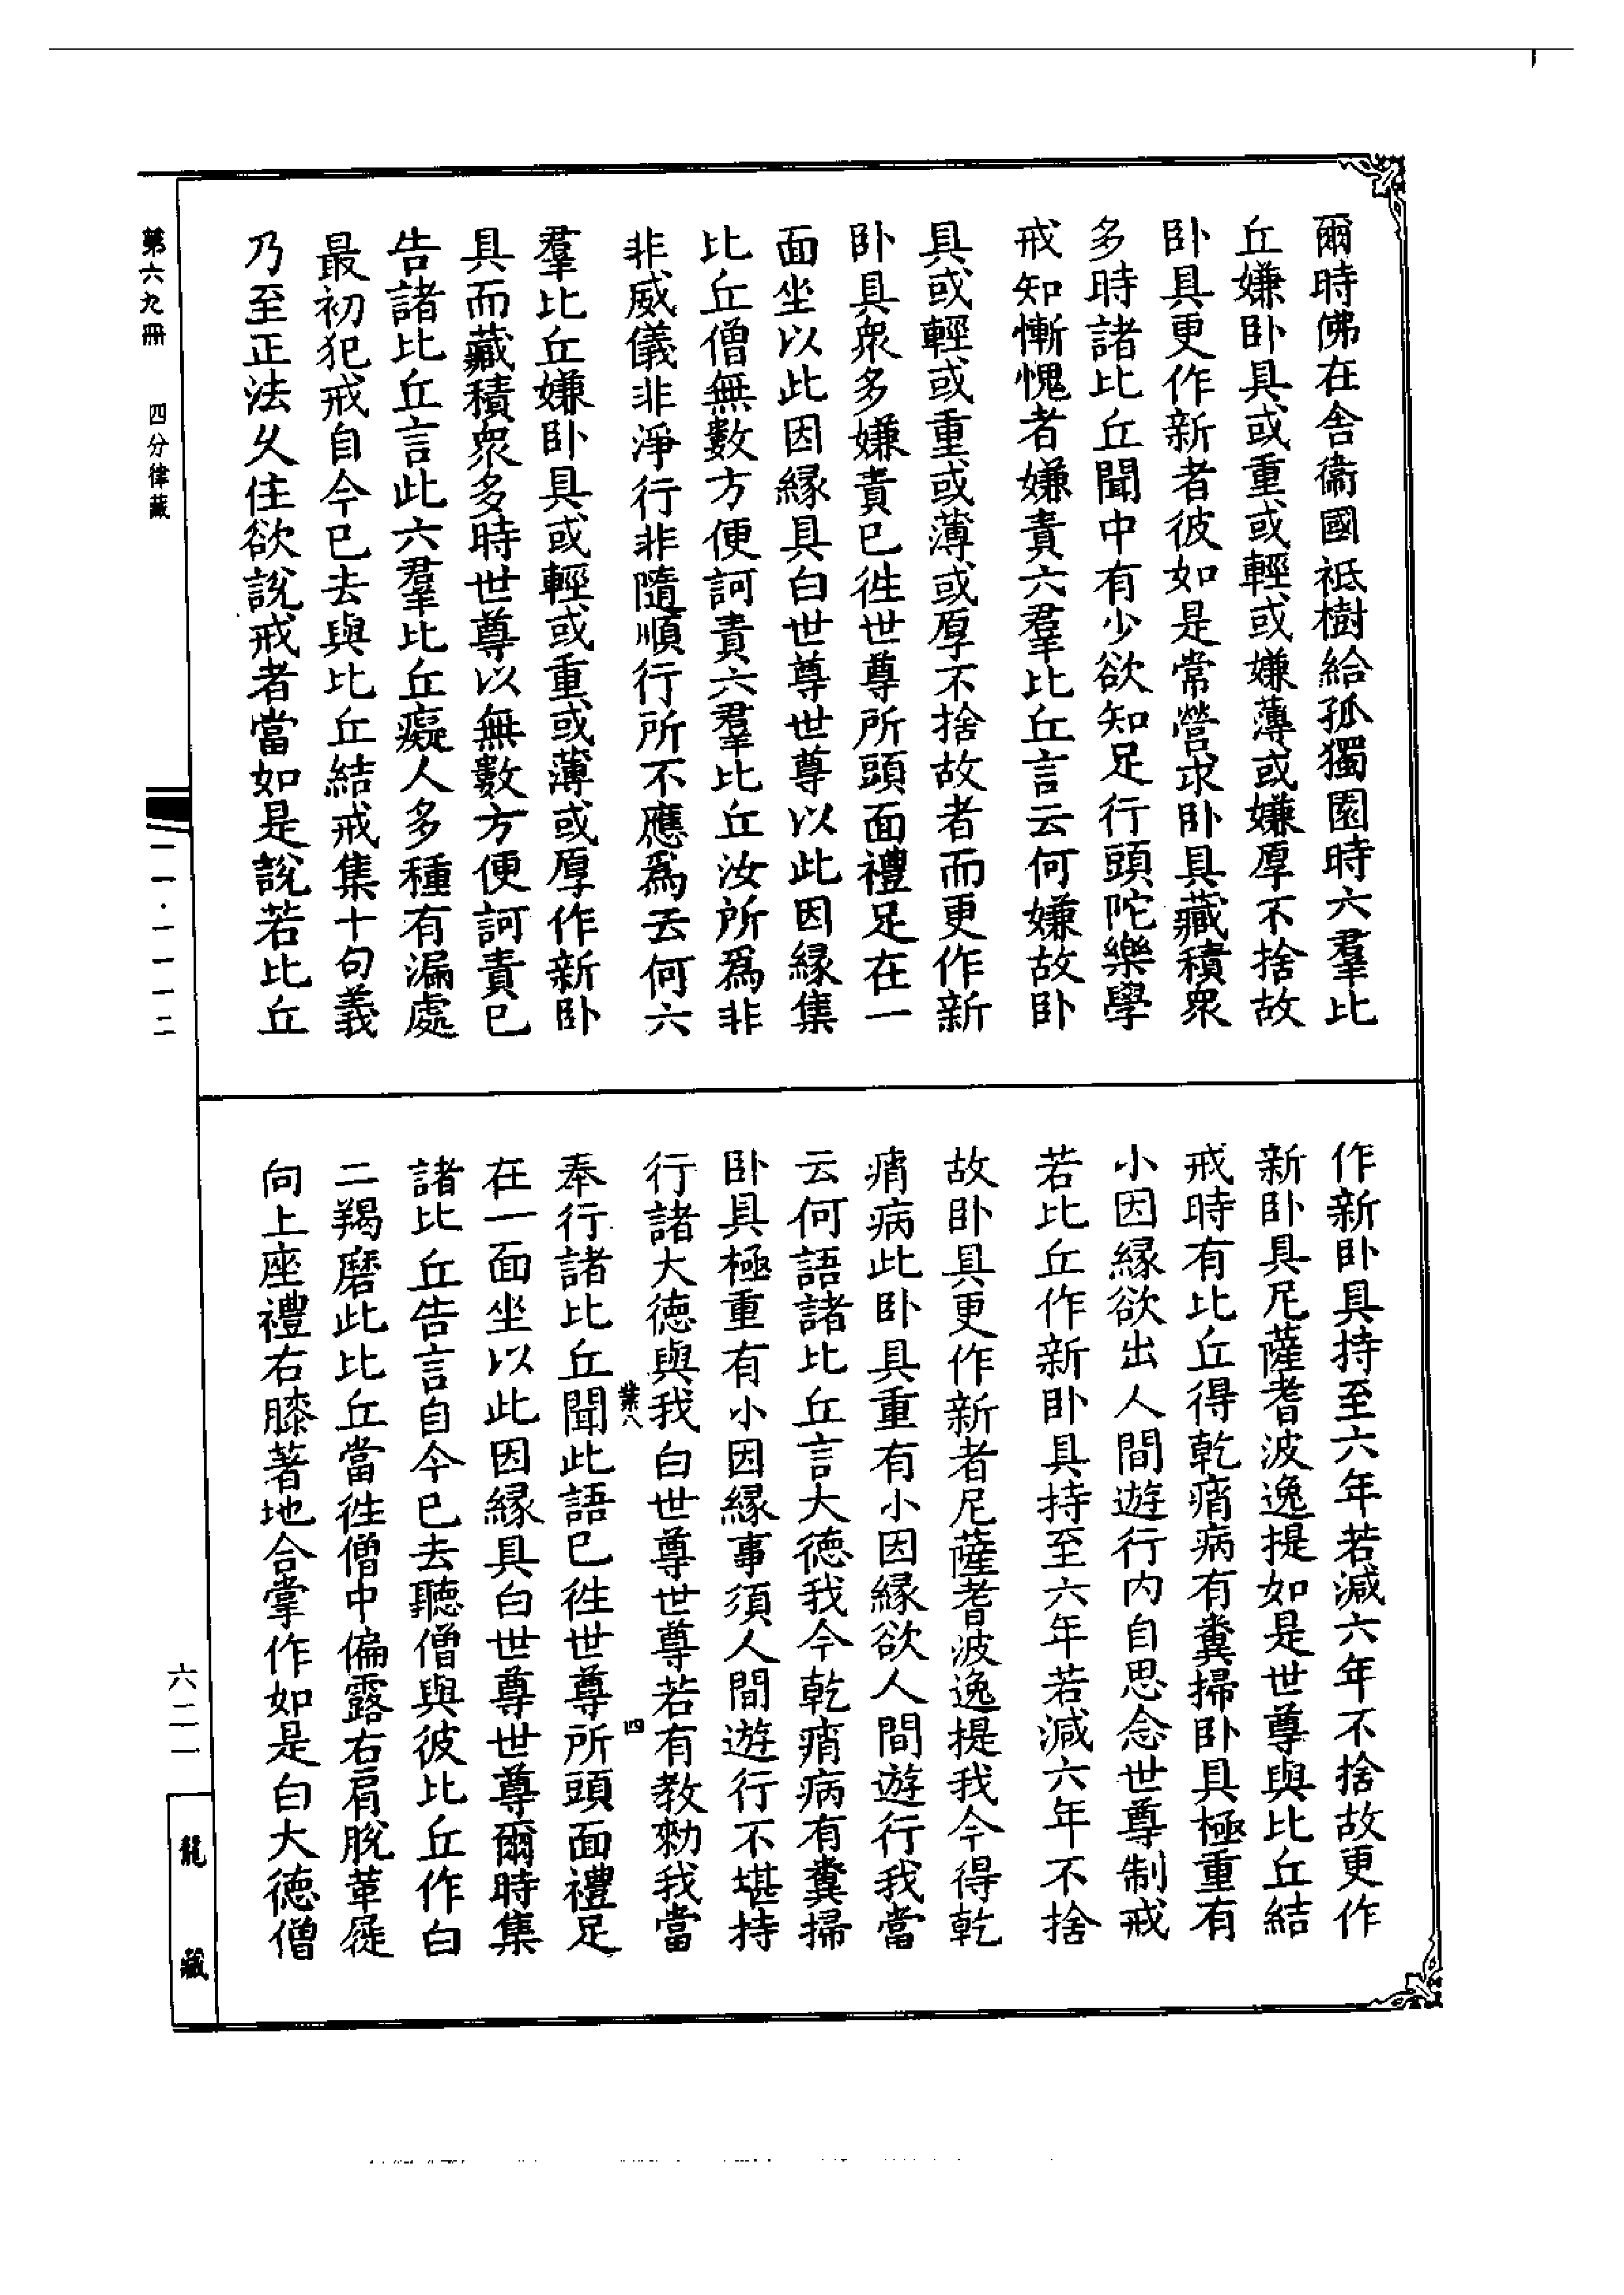 爾時佛在舍衞國祇樹給孤獨園時六羣比
丘嫌卧具或重或輕或嫌薄或嫌厚不捨故
卧具更作新者彼如是常營求卧具藏積衆
多時諸比丘聞中有少欲知足行頭陀樂學
戒知慚愧者嫌責六羣比丘言云何嫌故卧
具或輕或重或薄或厚不捨故者而更作新
卧具衆多嫌責已徃世尊所頭面禮足在一
面坐以此因緣具白世尊世尊以此因緣集
比丘僧無數方便訶責六羣比丘汝所爲非
非威儀非淨行非隨順行所不應爲云何六
羣比丘嫌卧具或輕或重或薄或厚作新卧
具而藏積衆多時世尊以無數方便訶責已
告諸比丘言此六羣比丘癡人多種有漏處
最初犯戒自今已去與比丘結戒集十句義
乃至正法久住欲說戒者當如是說若比丘
作新卧具持至六年若減六年不捨故更作
新卧具尼薩耆波逸提如是世尊與比丘結
戒時有比丘得乾痟病有糞掃卧具極重有
小因緣欲出人間遊行内自思念世尊制戒
若比丘作新卧具持至六年若減六年不捨
故卧具更作新者尼薩耆波逸提我今得乾
痟病此卧具重有小因緣欲人間遊行我當
云何語諸比丘言大德我今乾痟病有糞掃
卧具極重有小因緣事須人間遊行不堪持
行諸大德與我白世尊世尊若有教勑我當
業八 四
奉行諸比丘聞此語已徃世尊所頭面禮足
在一面坐以此因緣具白世尊世尊爾時集
諸比丘告言自今已去聽僧與彼比丘作白
二羯磨此比丘當徃僧中偏露右肩脫革屣
向上座禮右膝著地合掌作如是白大德僧
第六九冊 四分律藏
一一·一一一二
六二一
龍藏